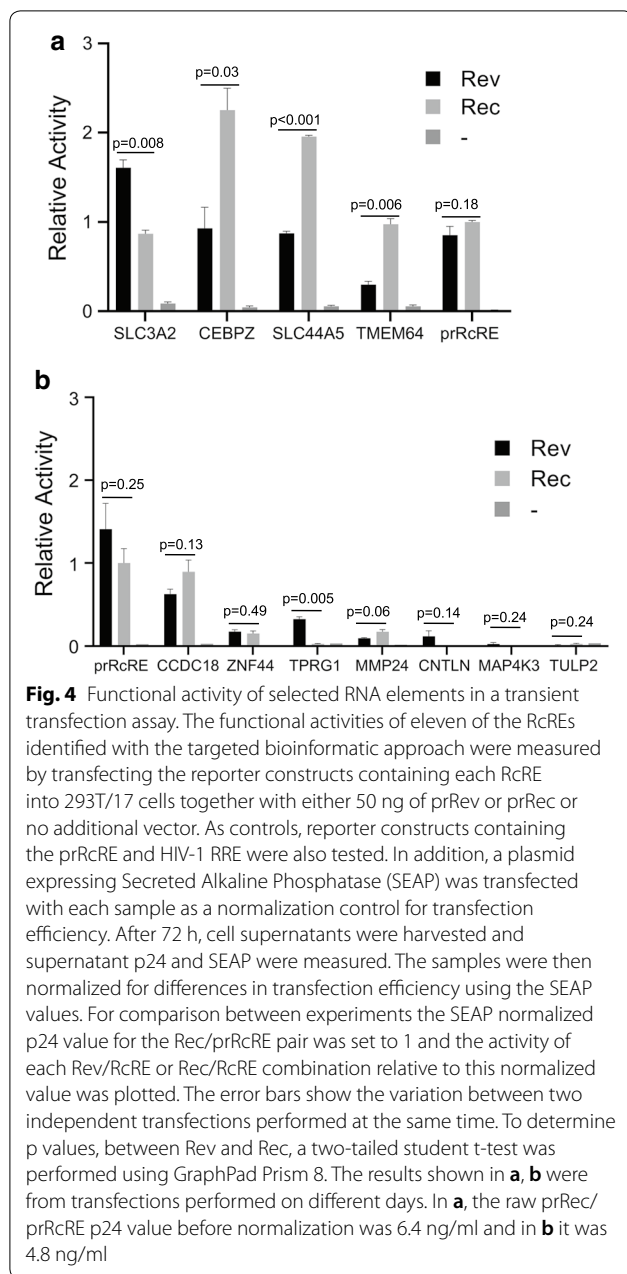 a
3
2
1
0
Relative Activity
p=0.008
p=0.03
p<0.001
p=0.006
p=0.18
Rev
Rec
-
SLC3A2 CEBPZ SLC44A5 TMEM64 prRcRE
b
3
2
1
0
Relative Activity
p=0.25
p=0.13
p=0.49
p=0.005
p=0.06
p=0.14
p=0.24
p=0.24
Rev
Rec
-
prRcRE CCDC18 ZNF44 TPRG1 MMP24 CNTLN MAP4K3 TULP2
Fig. 4 Functional activity of selected RNA elements in a transient
transfection assay. The functional activities of eleven of the RcREs
identified with the targeted bioinformatic approach were measured
by transfecting the reporter constructs containing each RcRE
into 293T/17 cells together with either 50 ng of prRev or prRec or
no additional vector. As controls, reporter constructs containing
the prRcRE and HIV-1 RRE were also tested. In addition, a plasmid
expressing Secreted Alkaline Phosphatase (SEAP) was transfected
with each sample as a normalization control for transfection
efficiency. After 72 h, cell supernatants were harvested and
supernatant p24 and SEAP were measured. The samples were then
normalized for differences in transfection efficiency using the SEAP
values. For comparison between experiments the SEAP normalized
p24 value for the Rec/prRcRE pair was set to 1 and the activity of
each Rev/RcRE or Rec/RcRE combination relative to this normalized
value was plotted. The error bars show the variation between two
independent transfections performed at the same time. To determine
p values, between Rev and Rec, a two-tailed student t-test was
performed using GraphPad Prism 8. The results shown in a, b were
from transfections performed on different days. In a, the raw prRec/
prRcRE p24 value before normalization was 6.4 ng/ml and in b it was
4.8 ng/ml